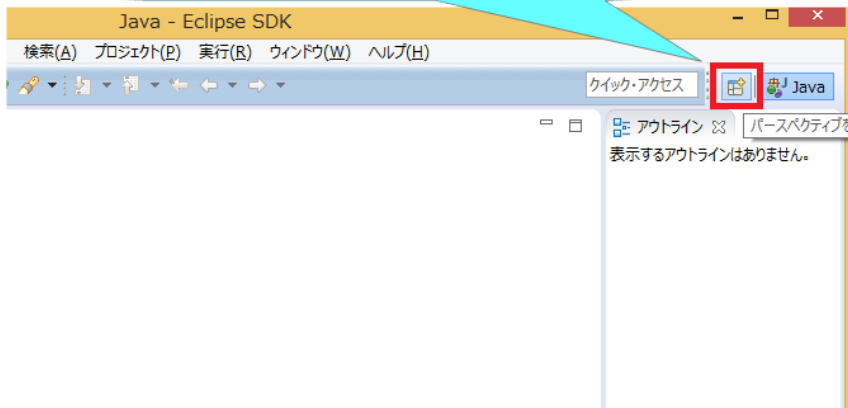 Java - Eclipse SDK
検索(A) プロジェクト(P) 実行(R) ウィンドウ(W) ヘルプ(H)
クイック・アクセス
Java
アウトライン
パースペクティブを
表示するアウトラインはありません。